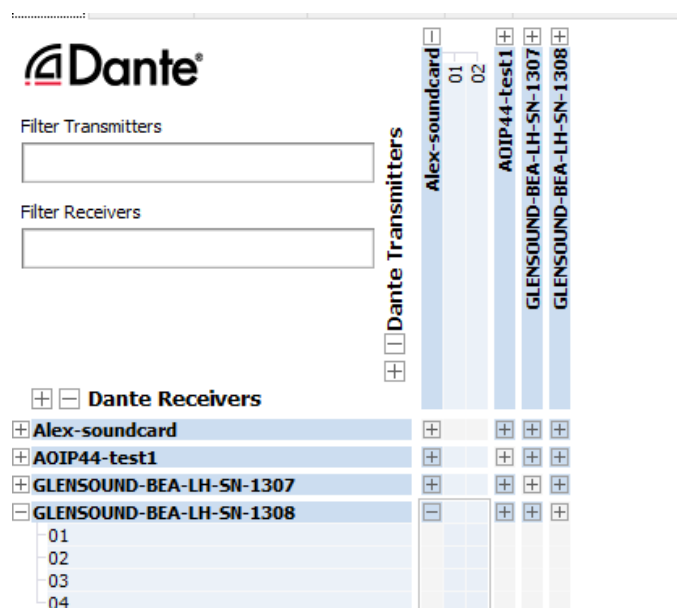 Dante®
Filter Transmitters
Filter Receivers
Dante Transmitters
Alex-soundcard
01
02
AOIP44-test1
GLENSOUND-BEA-LH-SN-1307
GLENSOUND-BEA-LH-SN-1308
Dante Receivers
Alex-soundcard
AOIP44-test1
GLENSOUND-BEA-LH-SN-1307
GLENSOUND-BEA-LH-SN-1308
01
02
03
04